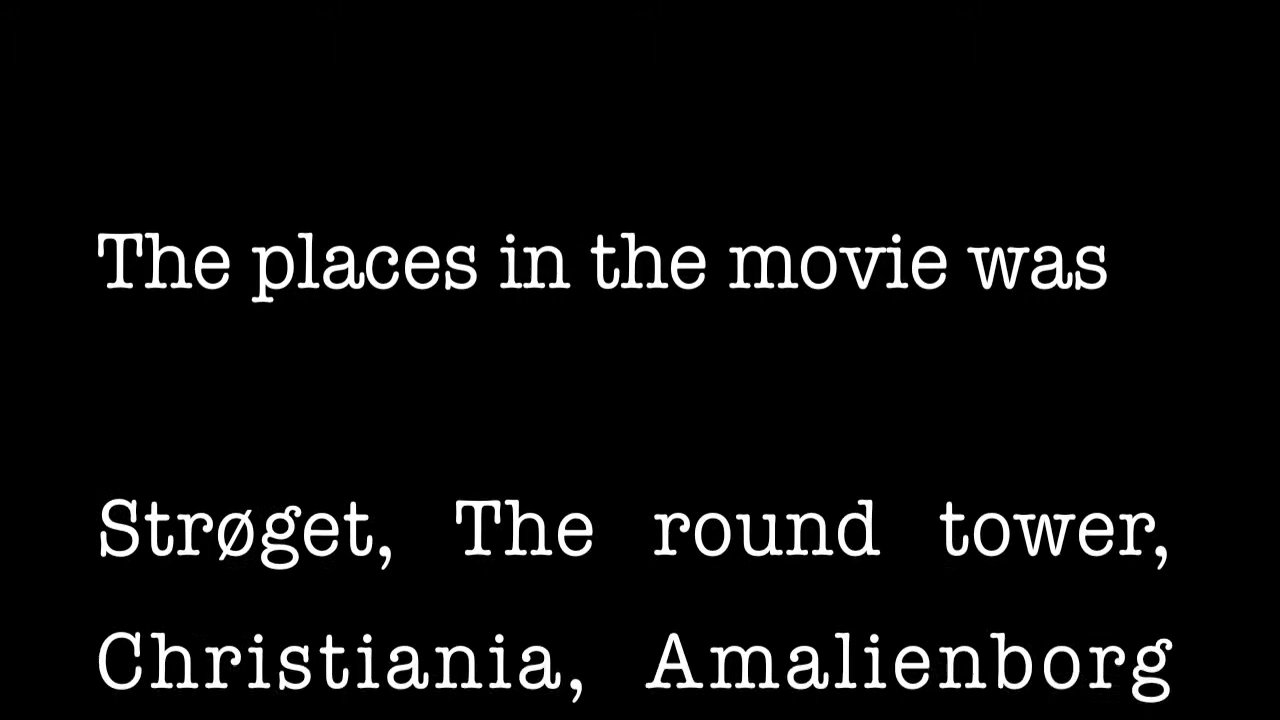 The places in the movie was
Strøget, The round tower,
Christiania, Amalienborg